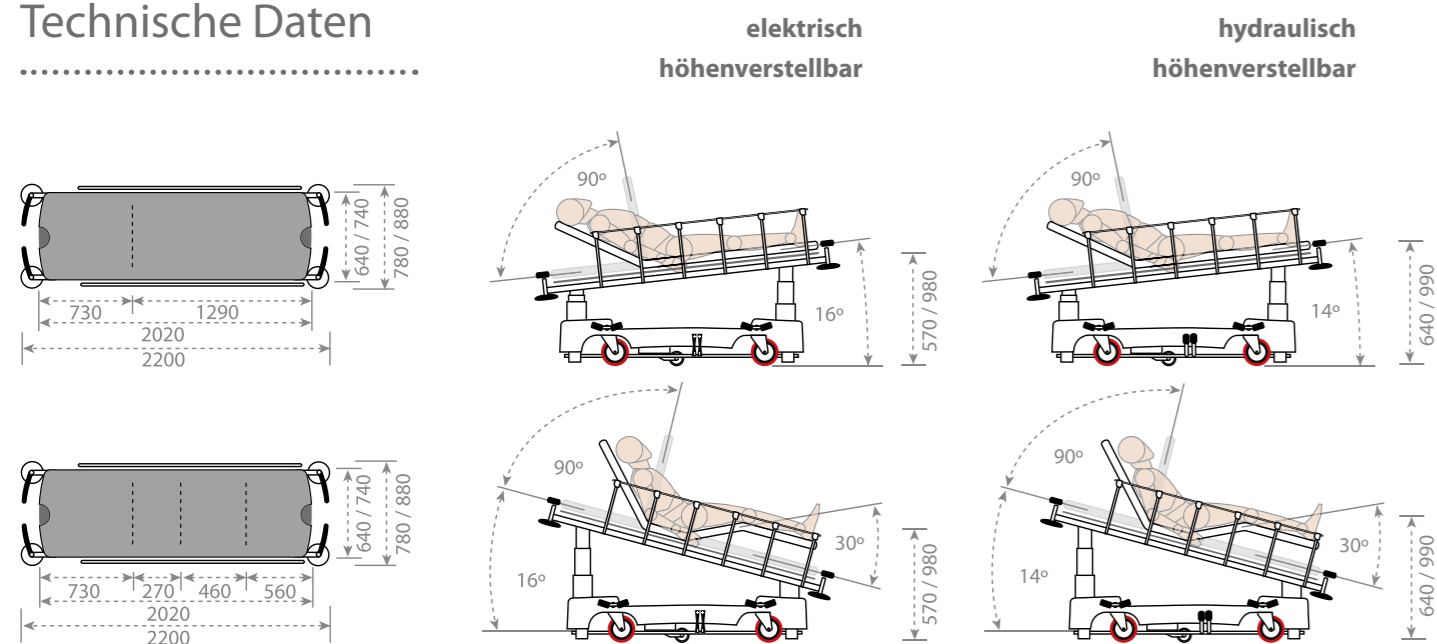 Technische Daten
elektrisch
höhenverstellbar
hydraulisch
höhenverstellbar
640 / 740
780 / 880
730
1290
2020
2200
90º
16º
570 / 980
90º
14º
640 / 990
640 / 740
780 / 880
730
270
460
560
2020
2200
90º
16º
30º
570 / 980
90º
14º
30º
640 / 990